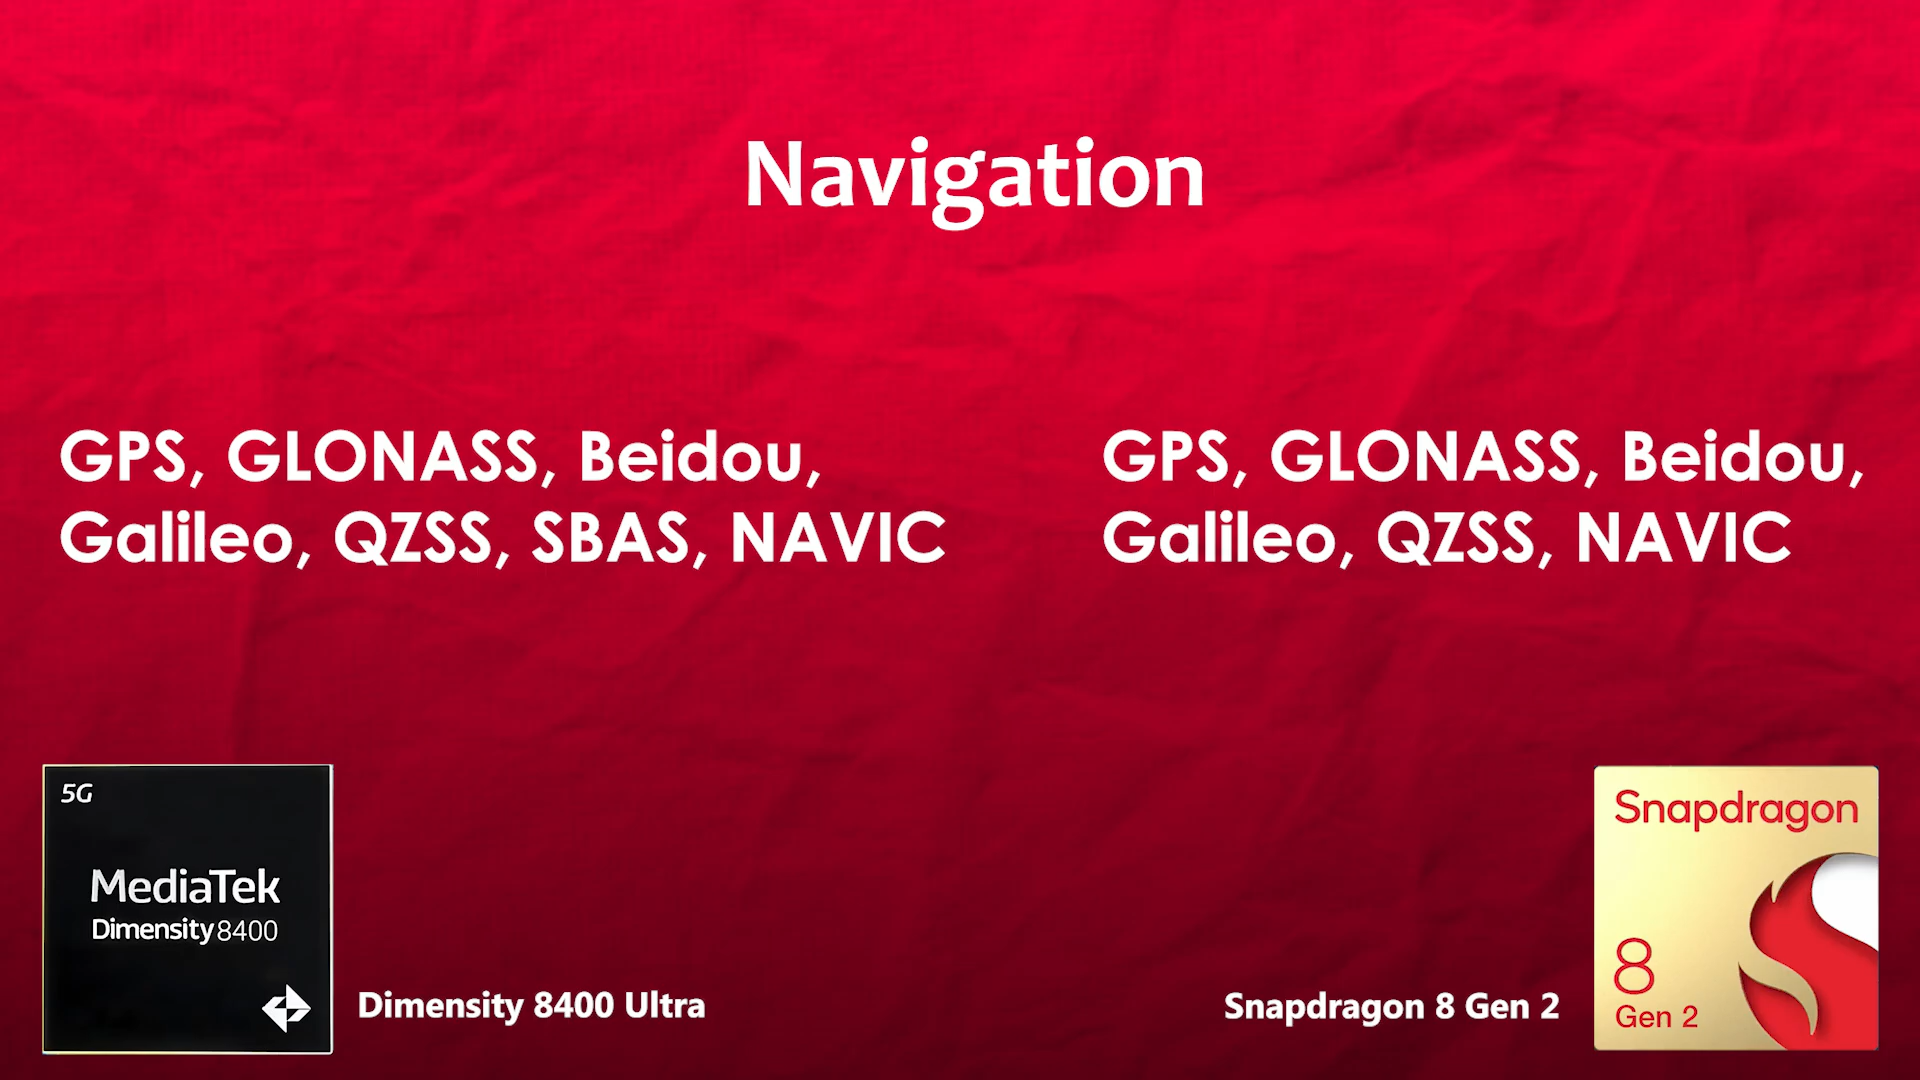 Navigation
GPS, GLONASS, Beidou,
Galileo, QZSS, SBAS, NAVIC
GPS, GLONASS, Beidou,
Galileo, QZSS, NAVIC
5G
MediaTek
Dimensity 8400
Dimensity 8400 Ultra
Snapdragon 8 Gen 2
Snapdragon
8
Gen 2